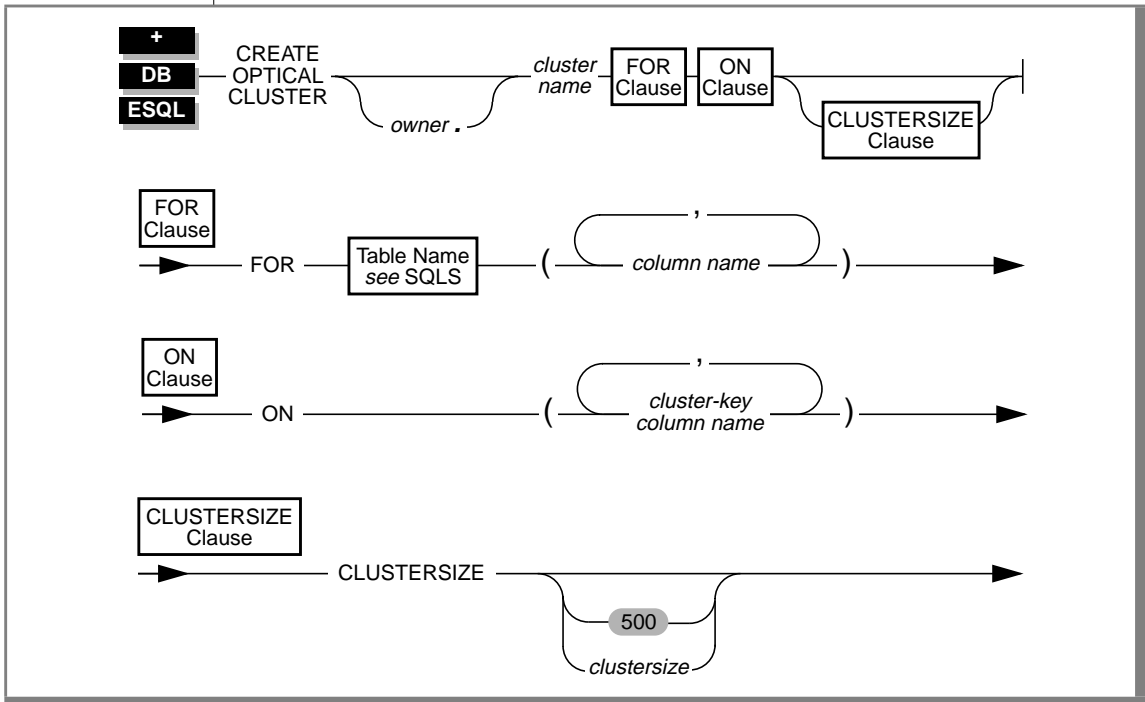 +
DB
ESQL
CREATE
OPTICAL
CLUSTER
owner .
cluster
name
FOR
Clause
ON
Clause
CLUSTERSIZE
Clause
FOR
Clause
FOR
Table Name
see SQLS
(
,
column name
)
ON
Clause
ON
(
,
cluster-key
column name
)
CLUSTERSIZE
Clause
CLUSTERSIZE
500
clustersize